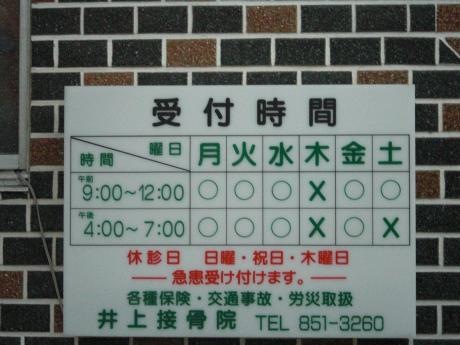 受付時間
時間 曜日 月 火 水 木 金 土
午前 9:00~12:00 ○ ○ ○ X ○ ○
午後 4:00~7:00 ○ ○ ○ X ○ X
休診日 日曜・祝日・木曜日
急患受け付けます。
各種保険・交通事故・労災取扱
井上接骨院 TEL 851-3260